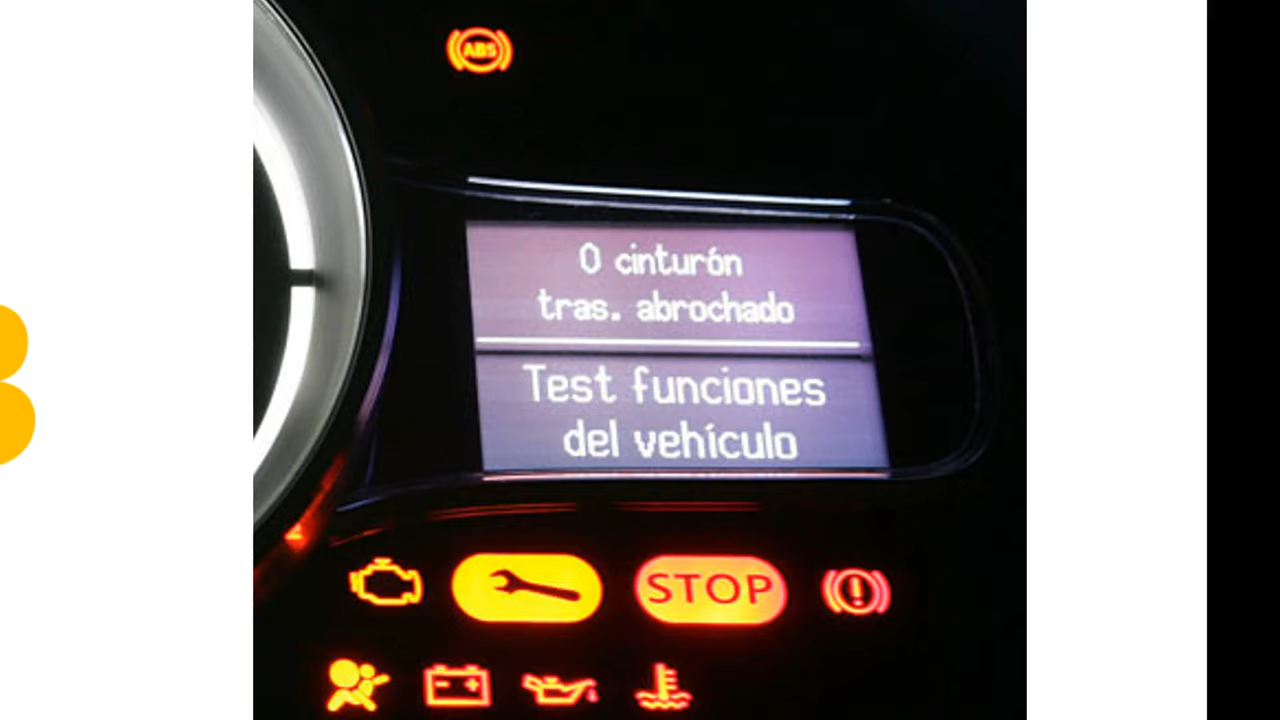 ABS
0 cinturón
tras. abrochado
Test funciones
del vehículo
STOP